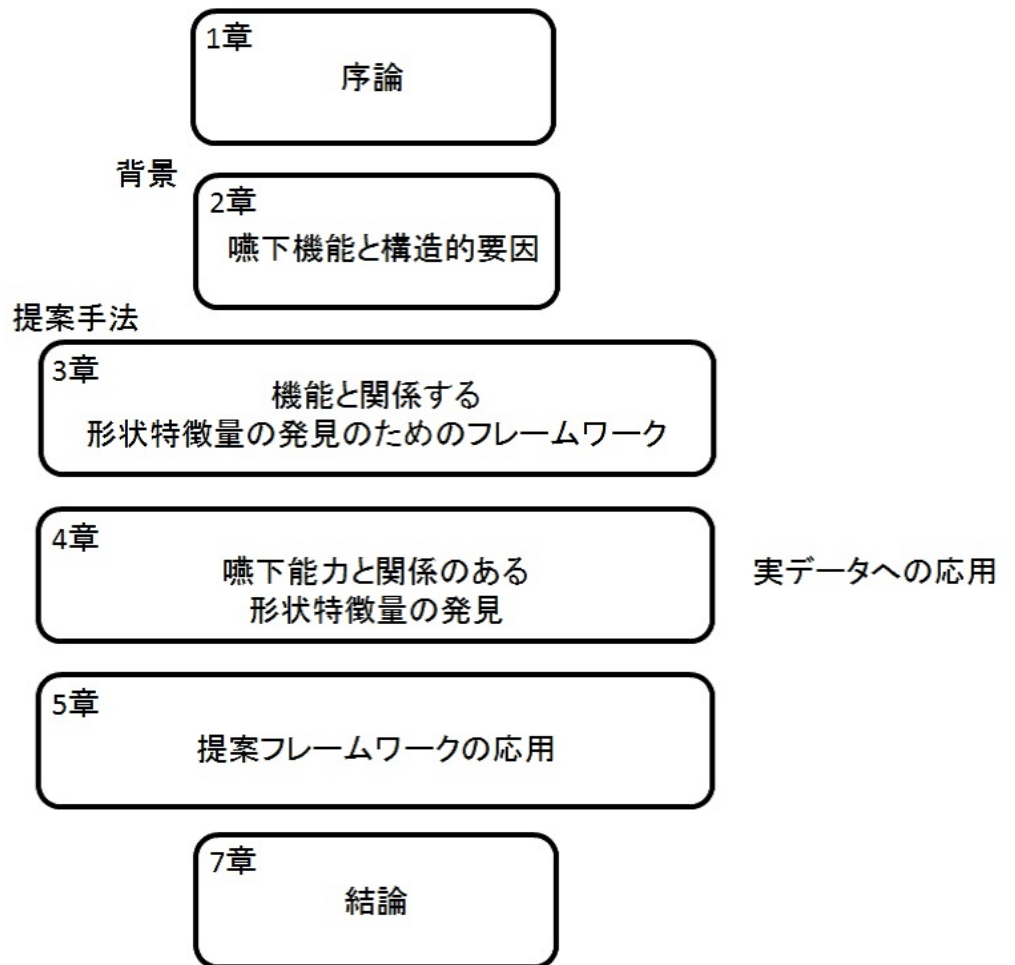 1章
序論
背景
2章
嚥下機能と構造的要因
提案手法
3章
機能と関係する
形状特徴量の発見のためのフレームワーク
4章
嚥下能力と関係のある
形状特徴量の発見
実データへの応用
5章
提案フレームワークの応用
7章
結論